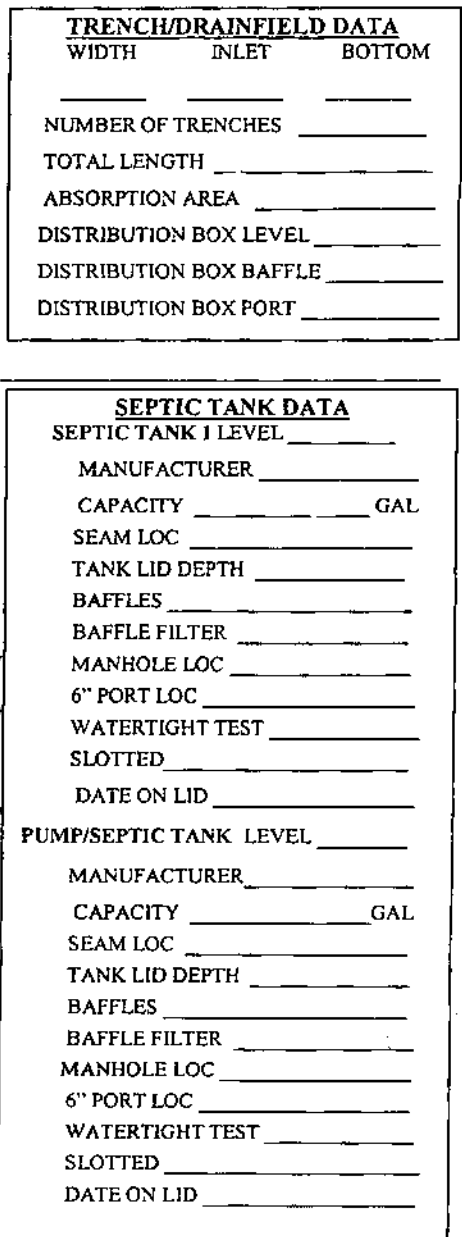 TRENCH/DRAINFIELD DATA
WIDTH INLET BOTTOM
NUMBER OF TRENCHES
TOTAL LENGTH
ABSORPTION AREA
DISTRIBUTION BOX LEVEL
DISTRIBUTION BOX BAFFLE
DISTRIBUTION BOX PORT
SEPTIC TANK DATA
SEPTIC TANK 1 LEVEL
MANUFACTURER
CAPACITY GAL
SEAM LOC
TANK LID DEPTH
BAFFLES
BAFFLE FILTER
MANHOLE LOC
6" PORT LOC
WATERTIGHT TEST
SLOTTED
DATE ON LID
PUMP/SEPTIC TANK LEVEL
MANUFACTURER
CAPACITY GAL
SEAM LOC
TANK LID DEPTH
BAFFLES
BAFFLE FILTER
MANHOLE LOC
6" PORT LOC
WATERTIGHT TEST
SLOTTED
DATE ON LID